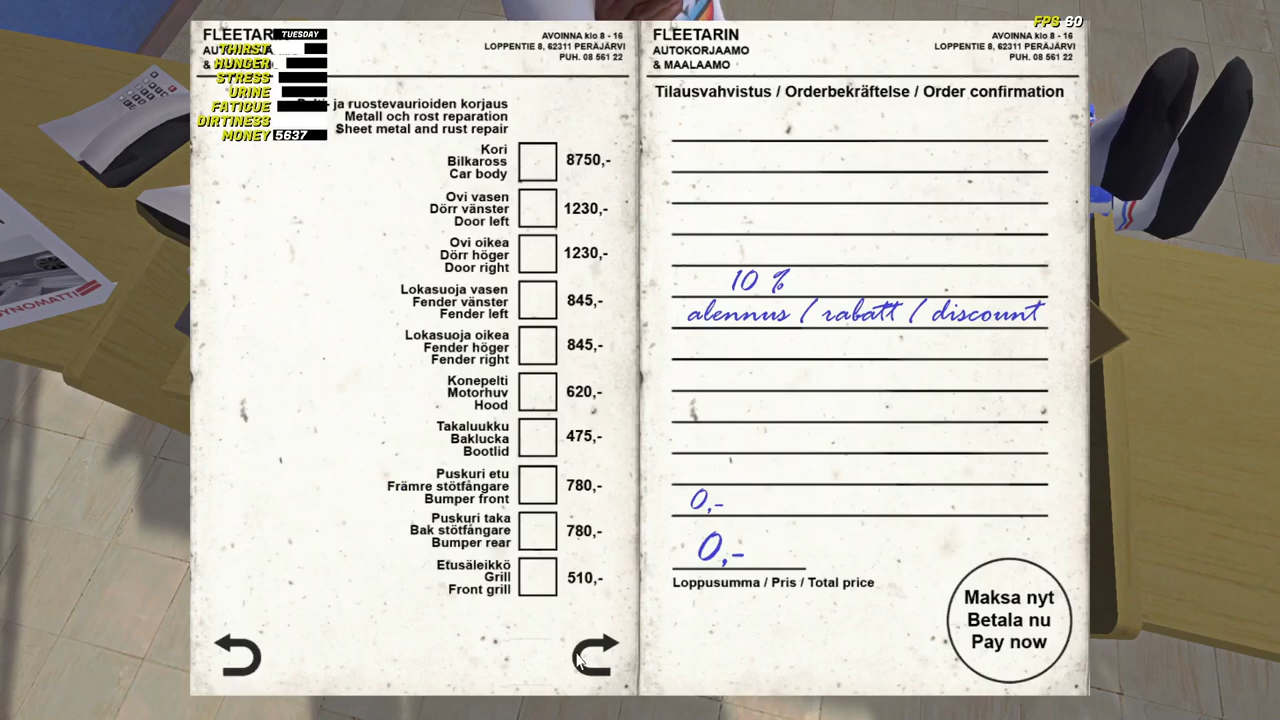 FLEETAR
TUESDAY
AU
THIRST
HUNGER
STRESS
URINE
FATIGUE
DIRTINESS
MONEY 5637
AVOINNA klo 8 - 16
LOPPENTIE 8, 62311 PERÄJÄRVI
PUH. 08 561 22
ja ruostevaurioiden korjaus
Metall och rost reparation
Sheet metal and rust repair
Kori
Bilkaross
Car body
8750,-
Ovi vasen
Dörr vänster
Door left
1230,-
Ovi oikea
Dörr höger
Door right
1230,-
Lokasuoja vasen
Fender vänster
Fender left
845,-
Lokasuoja oikea
Fender höger
Fender right
845,-
Konepelti
Motorhuv
Hood
620,-
Takaluukku
Baklucka
Bootlid
475,-
Puskuri etu
Främre stötfångare
Bumper front
780,-
Puskuri taka
Bak stötfångare
Bumper rear
780,-
Etusäleikkö
Grill
Front grill
510,-
FPS 60
FLEETARIN
AUTOKORJAAMO
& MAALAAMO
AVOINNA klo 8 - 16
LOPPENTIE 8, 62311 PERÄJÄRVI
PUH. 08 561 22
Tilausvahvistus / Orderbekräftelse / Order confirmation
10 %
alennus / rabatt / discount
0,-
0,-
Loppusumma / Pris / Total price
Maksa nyt
Betala nu
Pay now
YNOMATTI